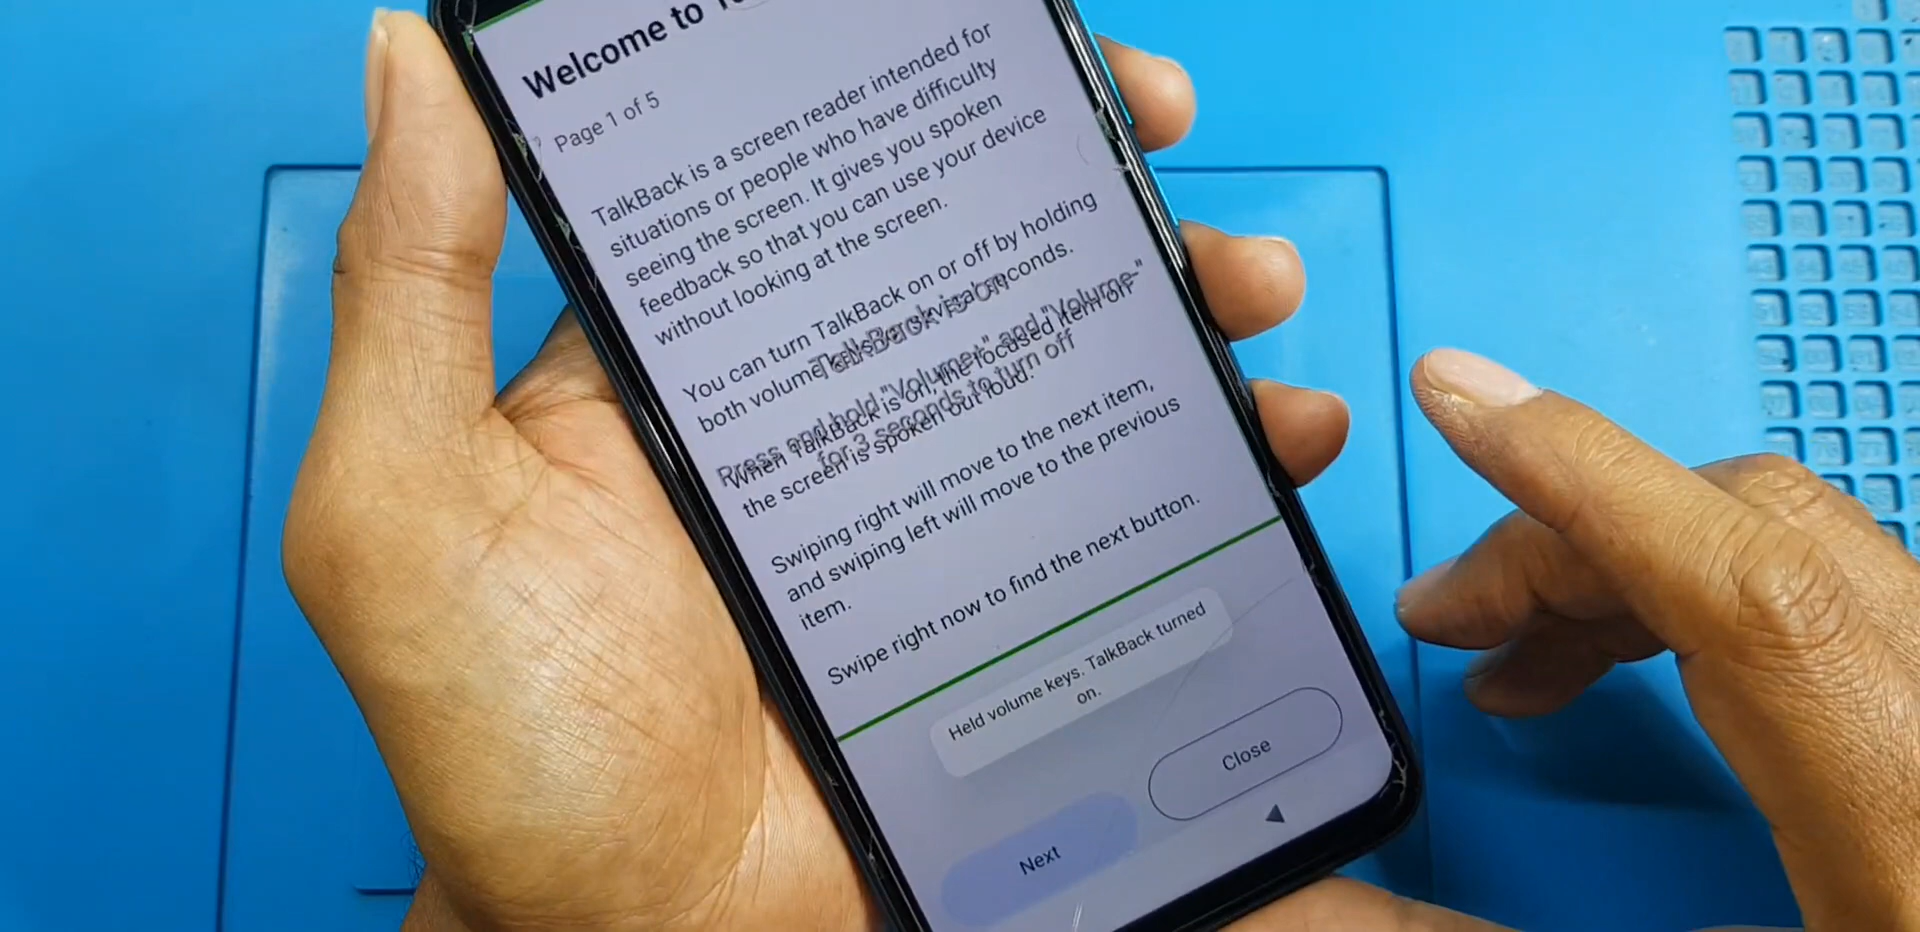 Welcome to
Page 1 of 5
TalkBack is a screen reader intended for
situations or people who have difficulty
seeing the screen. It gives you spoken
feedback so that you can use your device
without looking at the screen.
You can turn TalkBack on or off by holding
both volume keys for several seconds.
TalkBack is on
When TalkBack is on, the focused item on
Press and hold "Volume+" and "Volume-"
the screen is spoken out loud.
for 3 seconds to turn off
Swiping right will move to the next item,
and swiping left will move to the previous
item.
Swipe right now to find the next button.
Held volume keys. TalkBack turned
on.
Close
Next